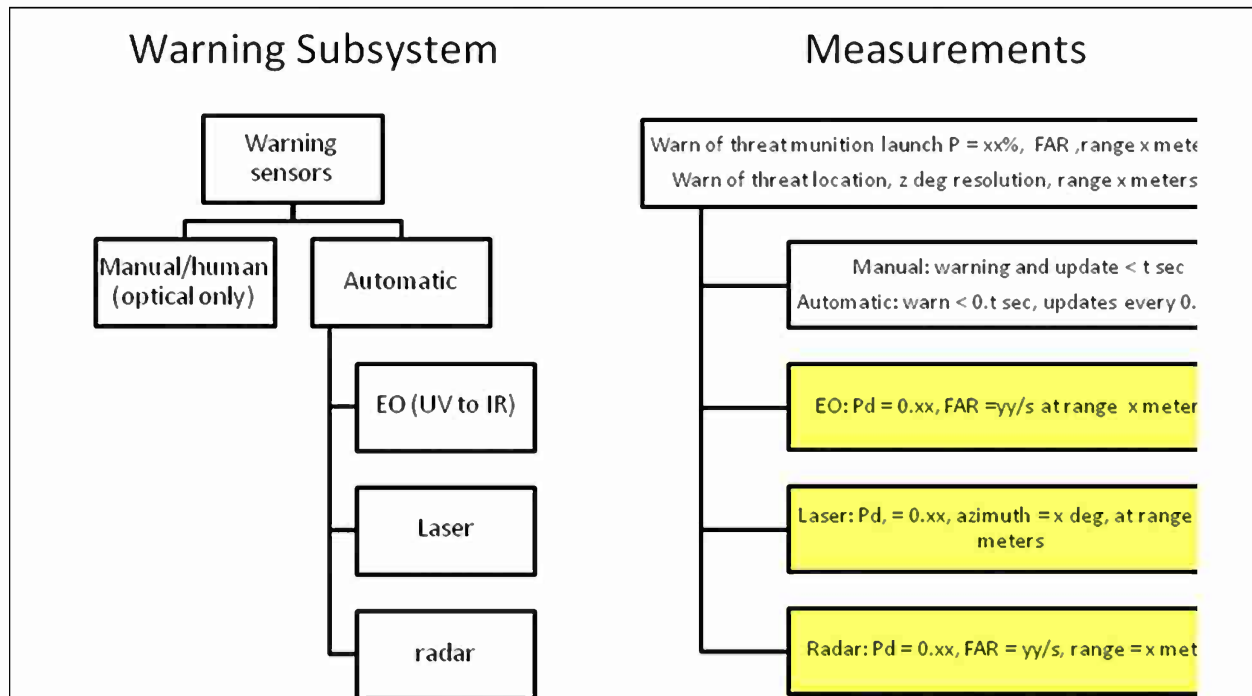 Warning Subsystem
Measurements
Warning
sensors
Manual/human
(optical only)
Automatic
EO (UV to IR)
Laser
radar
Warn of threat munition launch P = xx%, FAR ,range x mete
Warn of threat location, z deg resolution, range x meters
Manual: warning and update < t sec
Automatic: warn < 0.t sec, updates every 0.
EO: Pd = 0.xx, FAR =yy/s at range x meter
Laser: Pd, = 0.xx, azimuth = x deg, at range
meters
Radar: Pd = 0.xx, FAR = yy/s, range = x met